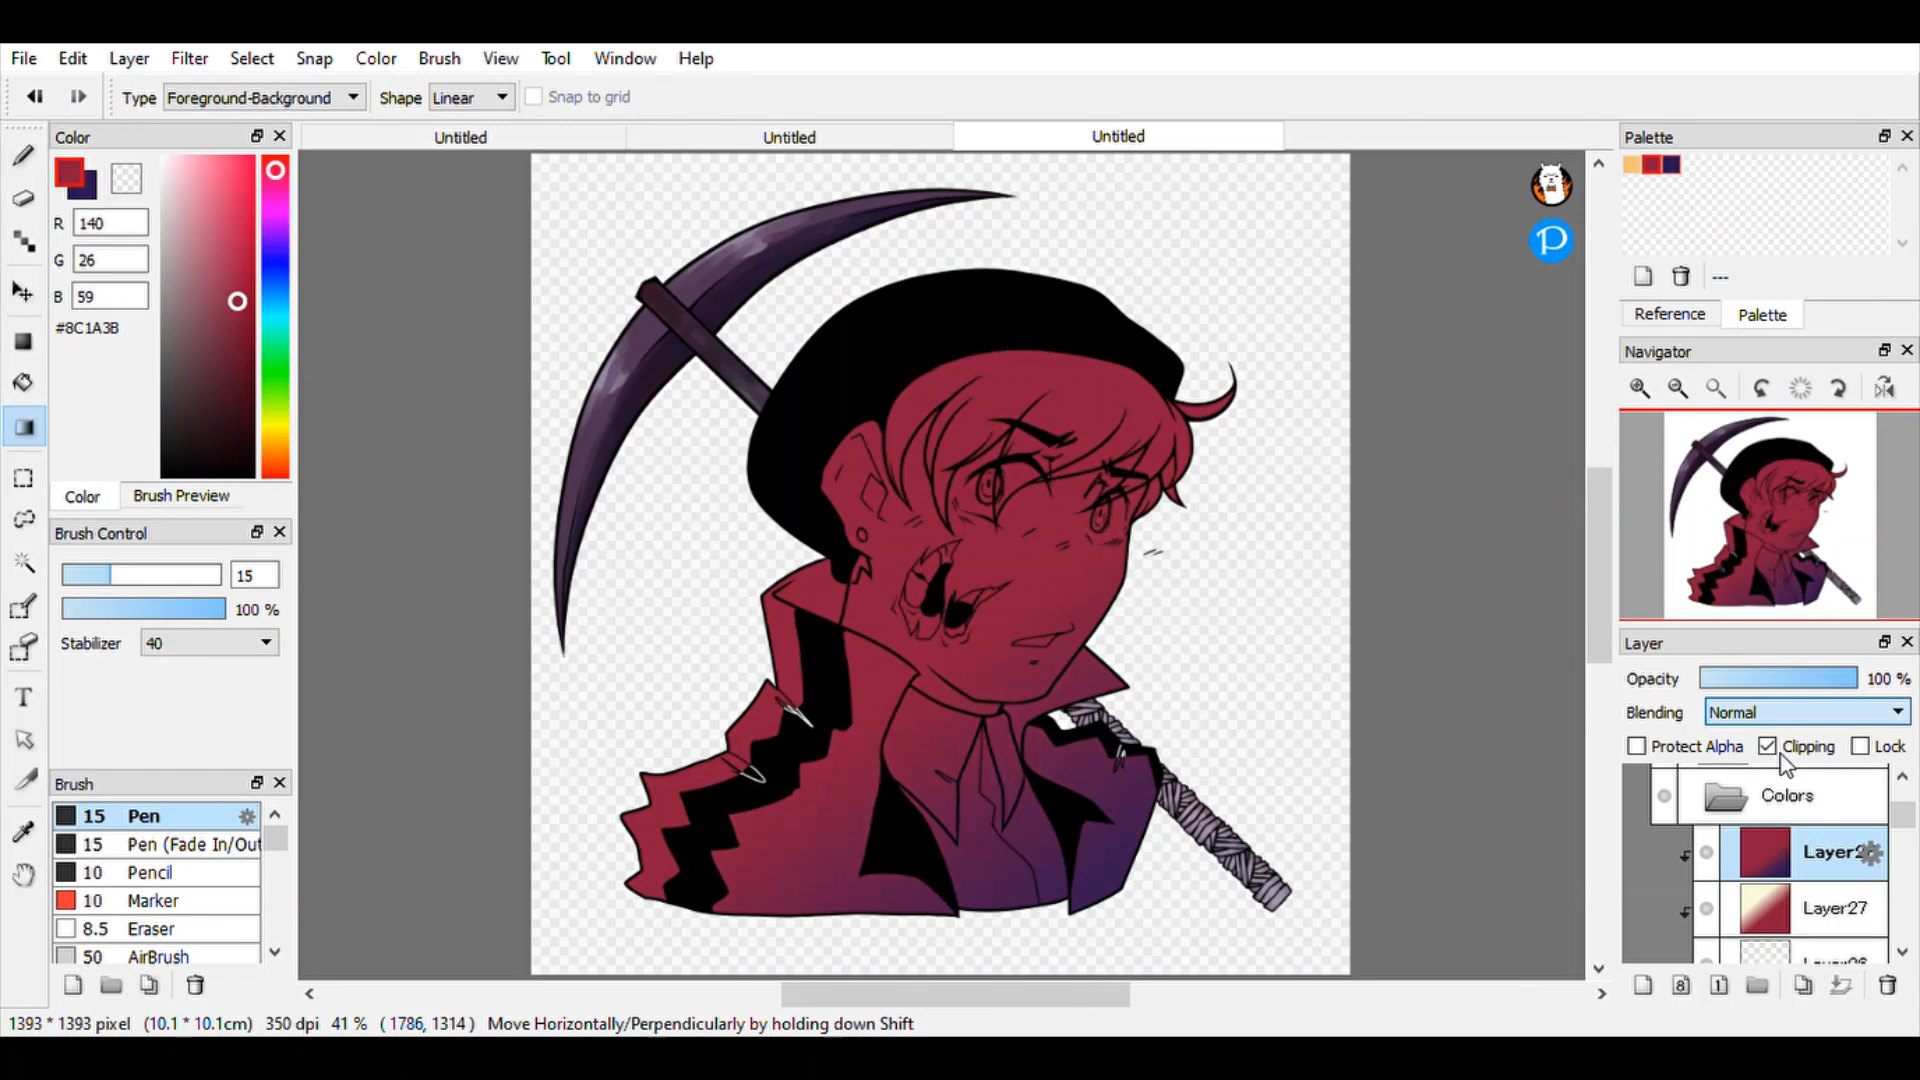 File Edit Layer Filter Select Snap Color Brush View Tool Window Help
Type Foreground-Background Shape Linear Snap to grid
Color
Untitled Untitled Untitled
Palette
R 140
G 26
B 59
#8C1A3B
---
Reference Palette
Navigator
Color Brush Preview
Brush Control
15
100 %
Stabilizer 40
Layer
Opacity 100 %
Blending Normal
Protect Alpha Clipping Lock
Colors
Brush
15 Pen
15 Pen (Fade In/Out
10 Pencil
10 Marker
8.5 Eraser
50 AirBrush
Layer27
8 1
P
1393 * 1393 pixel (10.1 * 10.1cm) 350 dpi 41 % ( 1786, 1314 ) Move Horizontally/Perpendicularly by holding down Shift